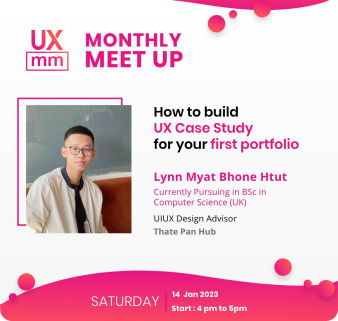 UX
mm
MONTHLY
MEET UP
How to build
UX Case Study
for your first portfolio
Lynn Myat Bhone Htut
Currently Pursuing in BSc in
Computer Science (UK)
UIUX Design Advisor
Thate Pan Hub
SATURDAY
14 Jan 2023
Start : 4 pm to 5pm